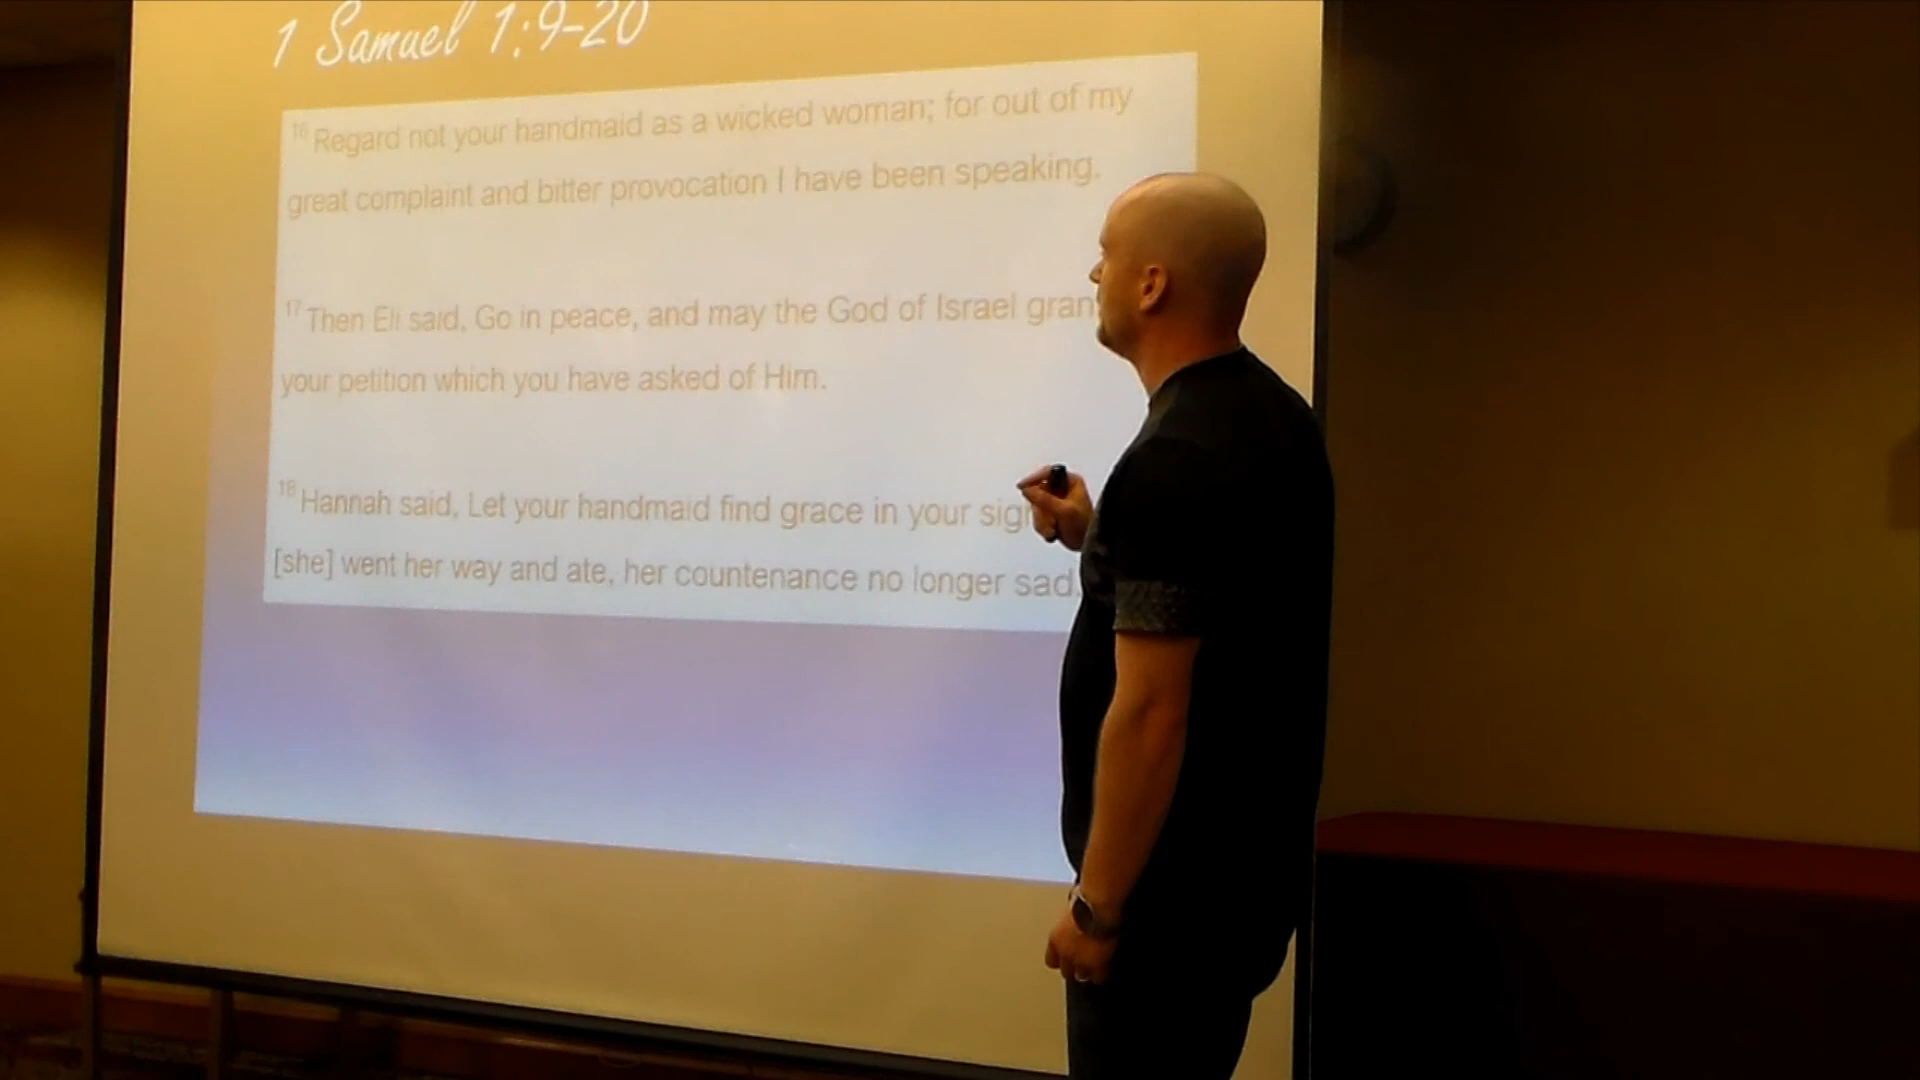 1 Samuel 1:9-20
16 Regard not your handmaid as a wicked woman; for out of my
great complaint and bitter provocation I have been speaking.
17 Then Eli said, Go in peace, and may the God of Israel gran
your petition which you have asked of Him.
18 Hannah said, Let your handmaid find grace in your sig
[she] went her way and ate, her countenance no longer sad.